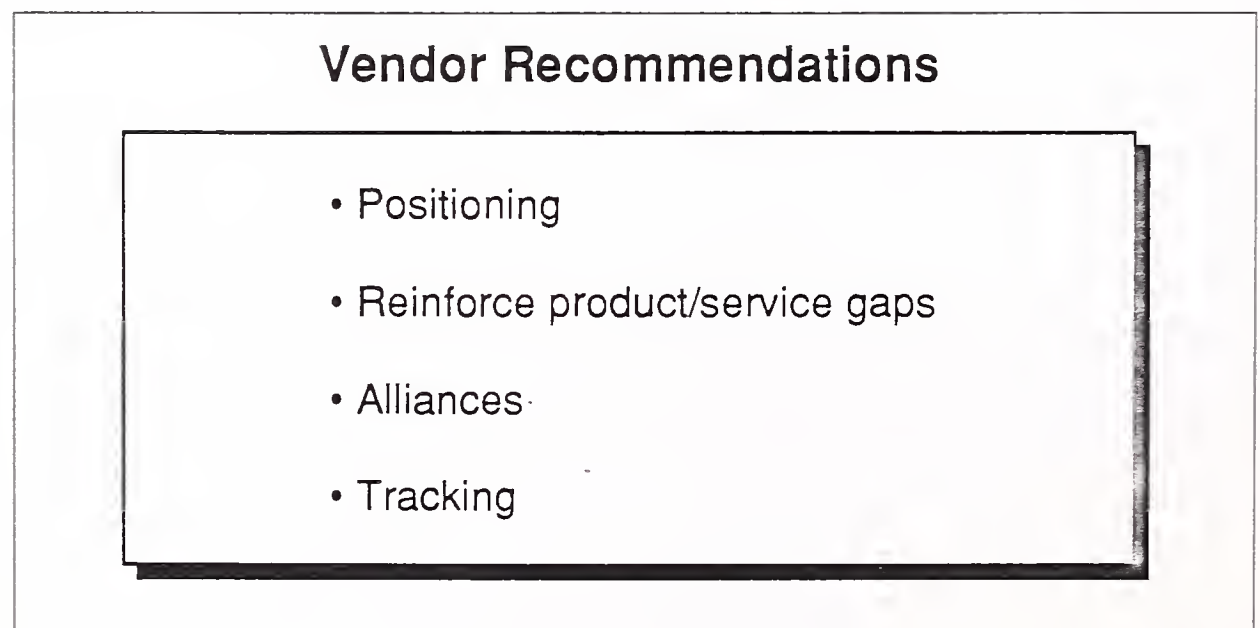 Vendor Recommendations
• Positioning
• Reinforce product/service gaps
• Alliances
• Tracking